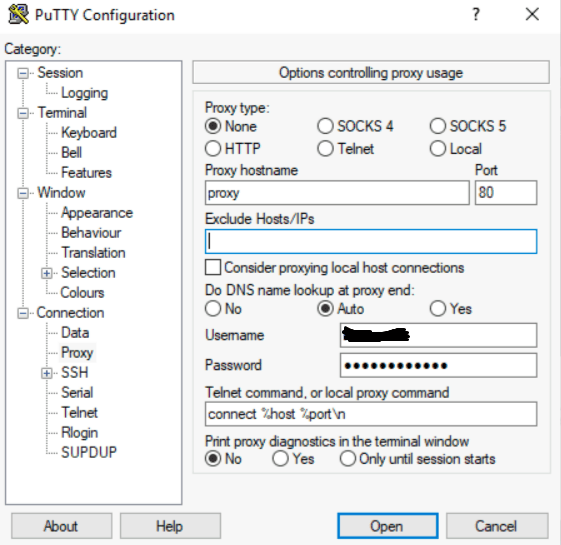 PuTTY Configuration ? ×
Category:
Session
Logging
Terminal
Keyboard
Bell
Features
Window
Appearance
Behaviour
Translation
Selection
Colours
Connection
Data
Proxy
SSH
Serial
Telnet
Rlogin
SUPDUP
Options controlling proxy usage
Proxy type:
None SOCKS 4 SOCKS 5
HTTP Telnet Local
Proxy hostname Port
proxy 80
Exclude Hosts/IPs
Consider proxying local host connections
Do DNS name lookup at proxy end:
No Auto Yes
Username
Password ●●●●●●●●●●●●
Telnet command, or local proxy command
connect %host %port\n
Print proxy diagnostics in the terminal window
No Yes Only until session starts
About Help Open Cancel